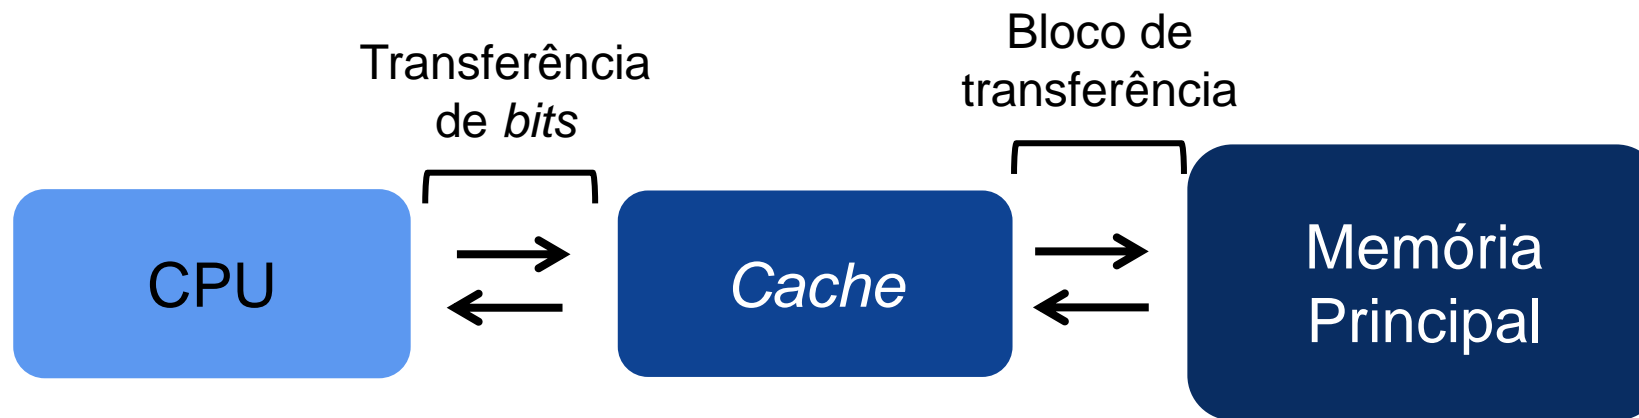 Transferência
de bits
Bloco de
transferência
CPU
Cache
Memória
Principal